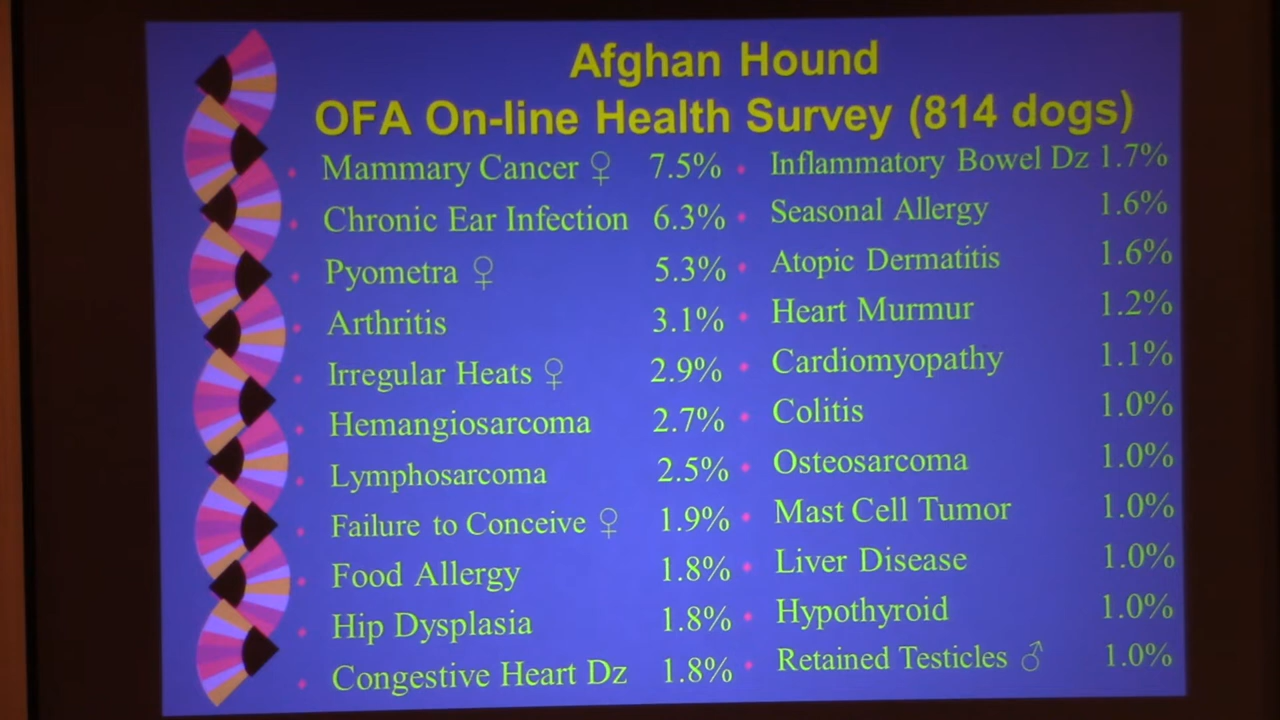 Afghan Hound
OFA On-line Health Survey (814 dogs)
• Mammary Cancer ♀ 7.5%
• Chronic Ear Infection 6.3%
• Pyometra ♀ 5.3%
• Arthritis 3.1%
• Irregular Heats ♀ 2.9%
• Hemangiosarcoma 2.7%
• Lymphosarcoma 2.5%
• Failure to Conceive ♀ 1.9%
• Food Allergy 1.8%
• Hip Dysplasia 1.8%
• Congestive Heart Dz 1.8%
• Inflammatory Bowel Dz 1.7%
• Seasonal Allergy 1.6%
• Atopic Dermatitis 1.6%
• Heart Murmur 1.2%
• Cardiomyopathy 1.1%
• Colitis 1.0%
• Osteosarcoma 1.0%
• Mast Cell Tumor 1.0%
• Liver Disease 1.0%
• Hypothyroid 1.0%
• Retained Testicles ♂ 1.0%